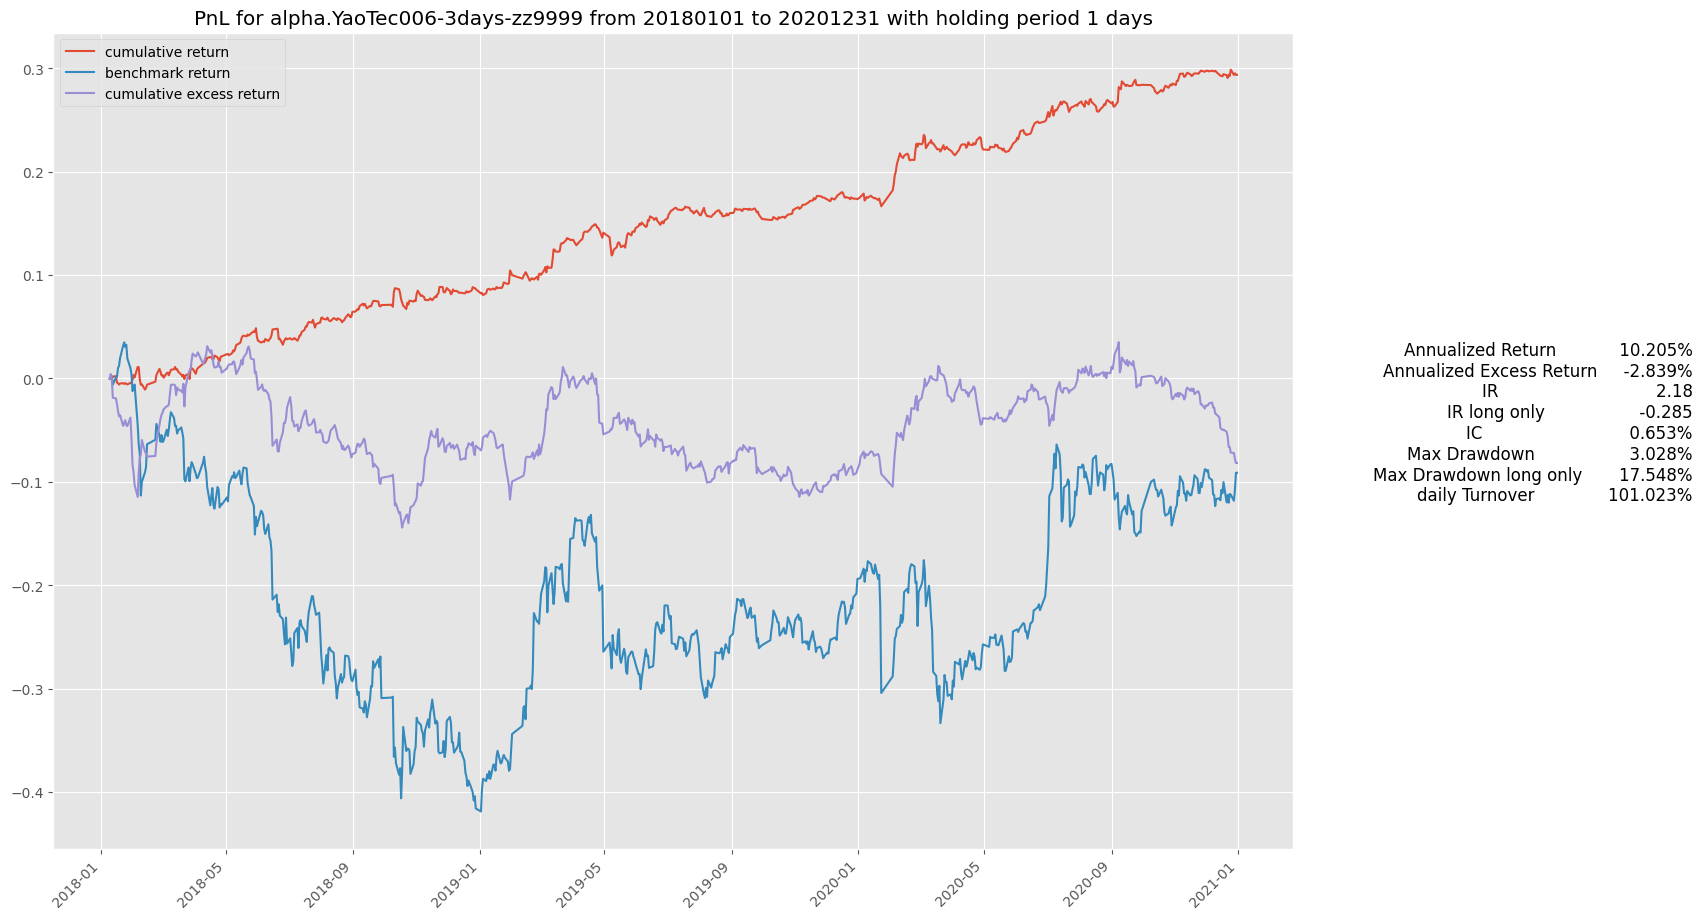 PnL for alpha.YaoTec006-3days-zz9999 from 20180101 to 20201231 with holding period 1 days
cumulative return
benchmark return
cumulative excess return
0.3
0.2
0.1
0.0
−0.1
−0.2
−0.3
−0.4
2018-01
2018-05
2018-09
2019-01
2019-05
2019-09
2020-01
2020-05
2020-09
2021-01
Annualized Return 10.205%
Annualized Excess Return -2.839%
IR 2.18
IR long only -0.285
IC 0.653%
Max Drawdown 3.028%
Max Drawdown long only 17.548%
daily Turnover 101.023%